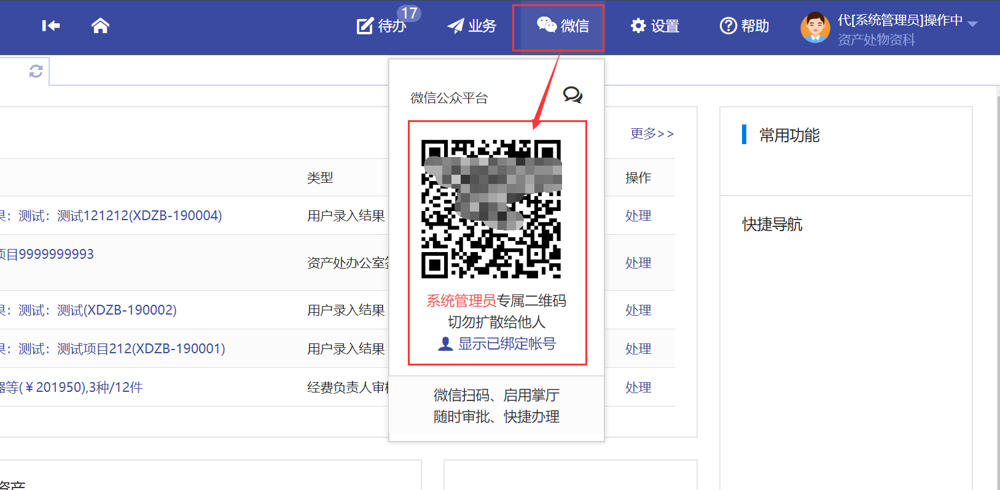 待办 17
业务
微信
设置
帮助
代[系统管理员]操作中
资产处物资科
微信公众平台
更多>>
常用功能
类型
操作
果：测试：测试121212(XDZB-190004)
用户录入结果
处理
快捷导航
项目9999999993
资产处办公室签
处理
系统管理员专属二维码
果：测试：测试(XDZB-190002)
用户录入结果
处理
切勿扩散给他人
显示已绑定帐号
果：测试：测试项目212(XDZB-190001)
用户录入结果
处理
器等(￥201950),3种/12件
经费负责人审核
处理
微信扫码、启用掌厅
随时审批、快捷办理
资产